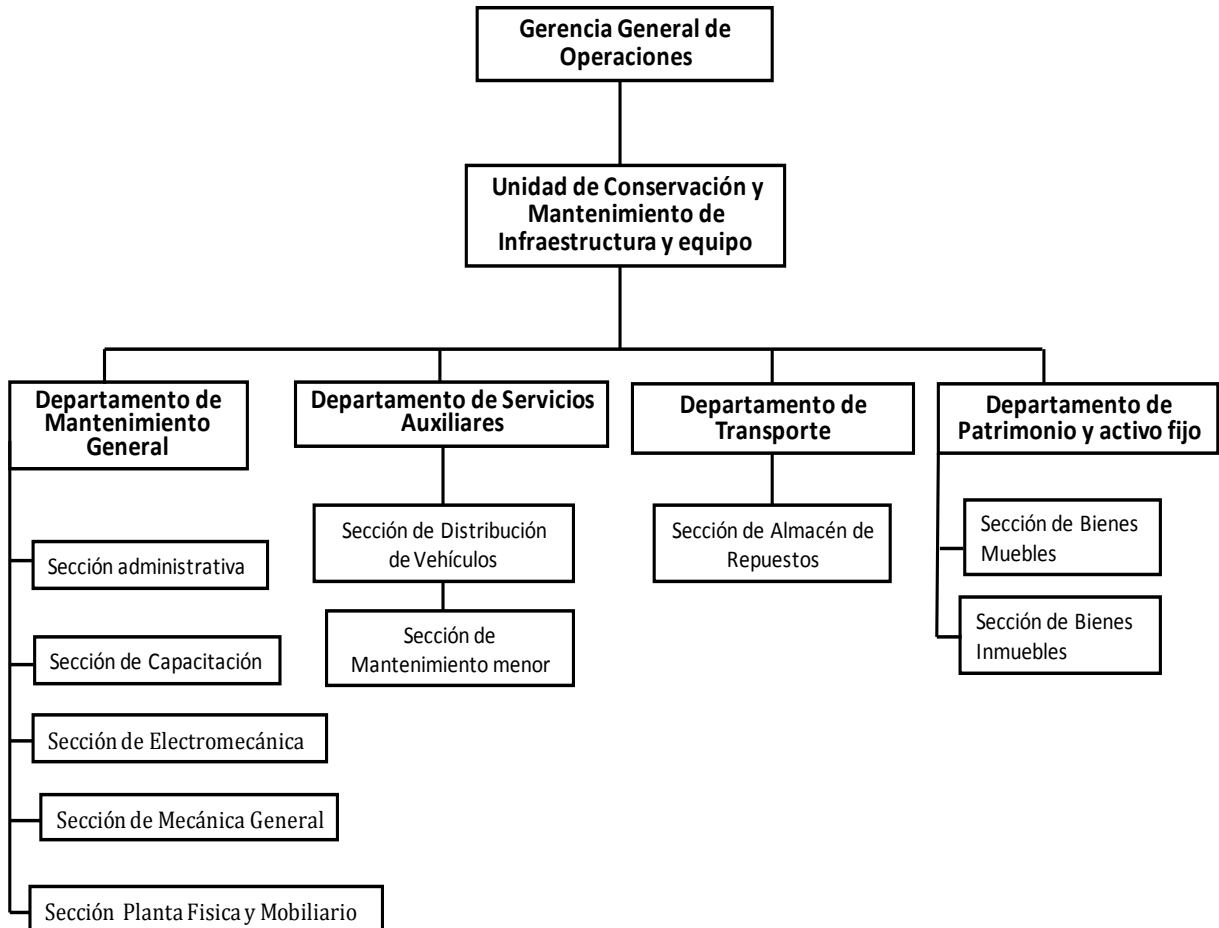 Gerencia General de
Operaciones
Unidad de Conservación y
Mantenimiento de
Infraestructura y equipo
Departamento de
Mantenimiento
General
Departamento de Servicios
Auxiliares
Departamento de
Transporte
Departamento de
Patrimonio y activo fijo
Sección administrativa
Sección de Capacitación
Sección de Electromecánica
Sección de Mecánica General
Sección Planta Fisica y Mobiliario
Sección de Distribución
de Vehículos
Sección de
Mantenimiento menor
Sección de Almacén de
Repuestos
Sección de Bienes
Muebles
Sección de Bienes
Inmuebles